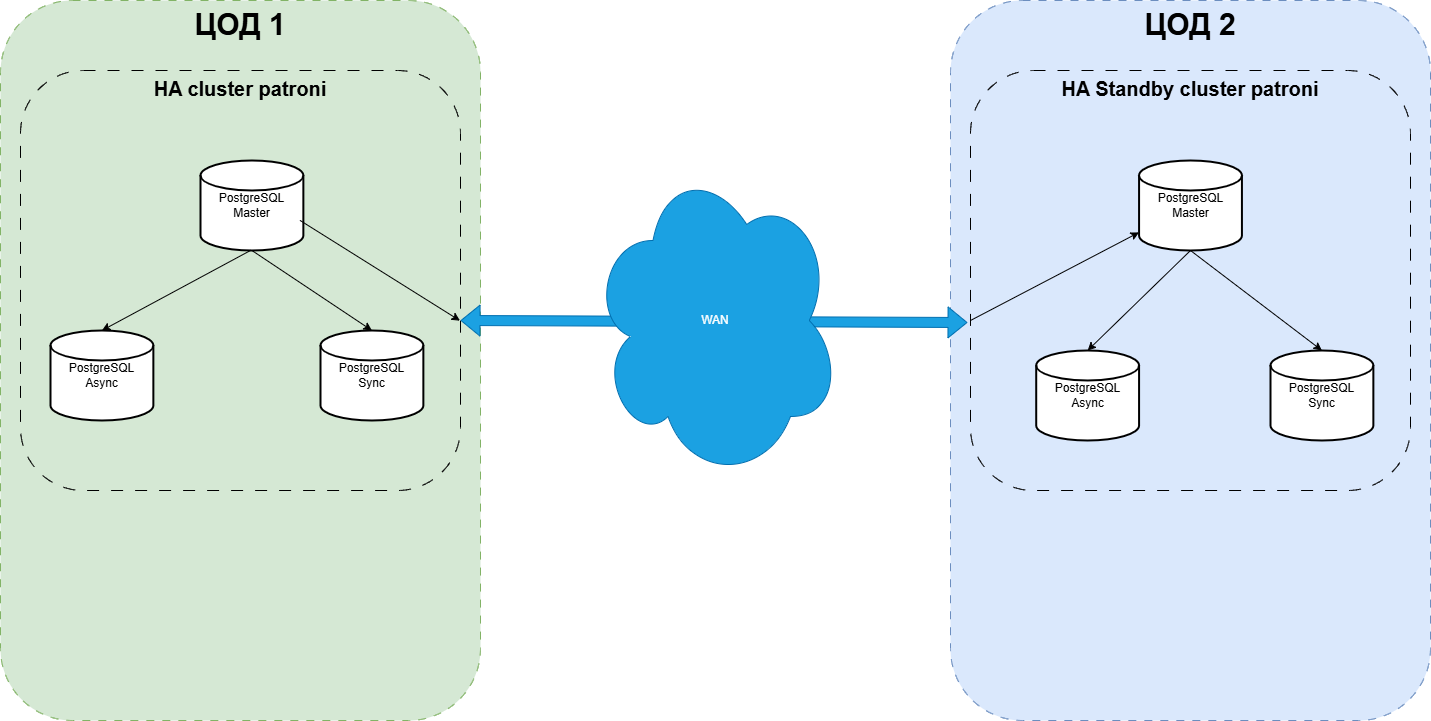 ЦОД 1
HA cluster patroni
PostgreSQL
Master
PostgreSQL
Async
PostgreSQL
Sync
WAN
ЦОД 2
HA Standby cluster patroni
PostgreSQL
Master
PostgreSQL
Async
PostgreSQL
Sync